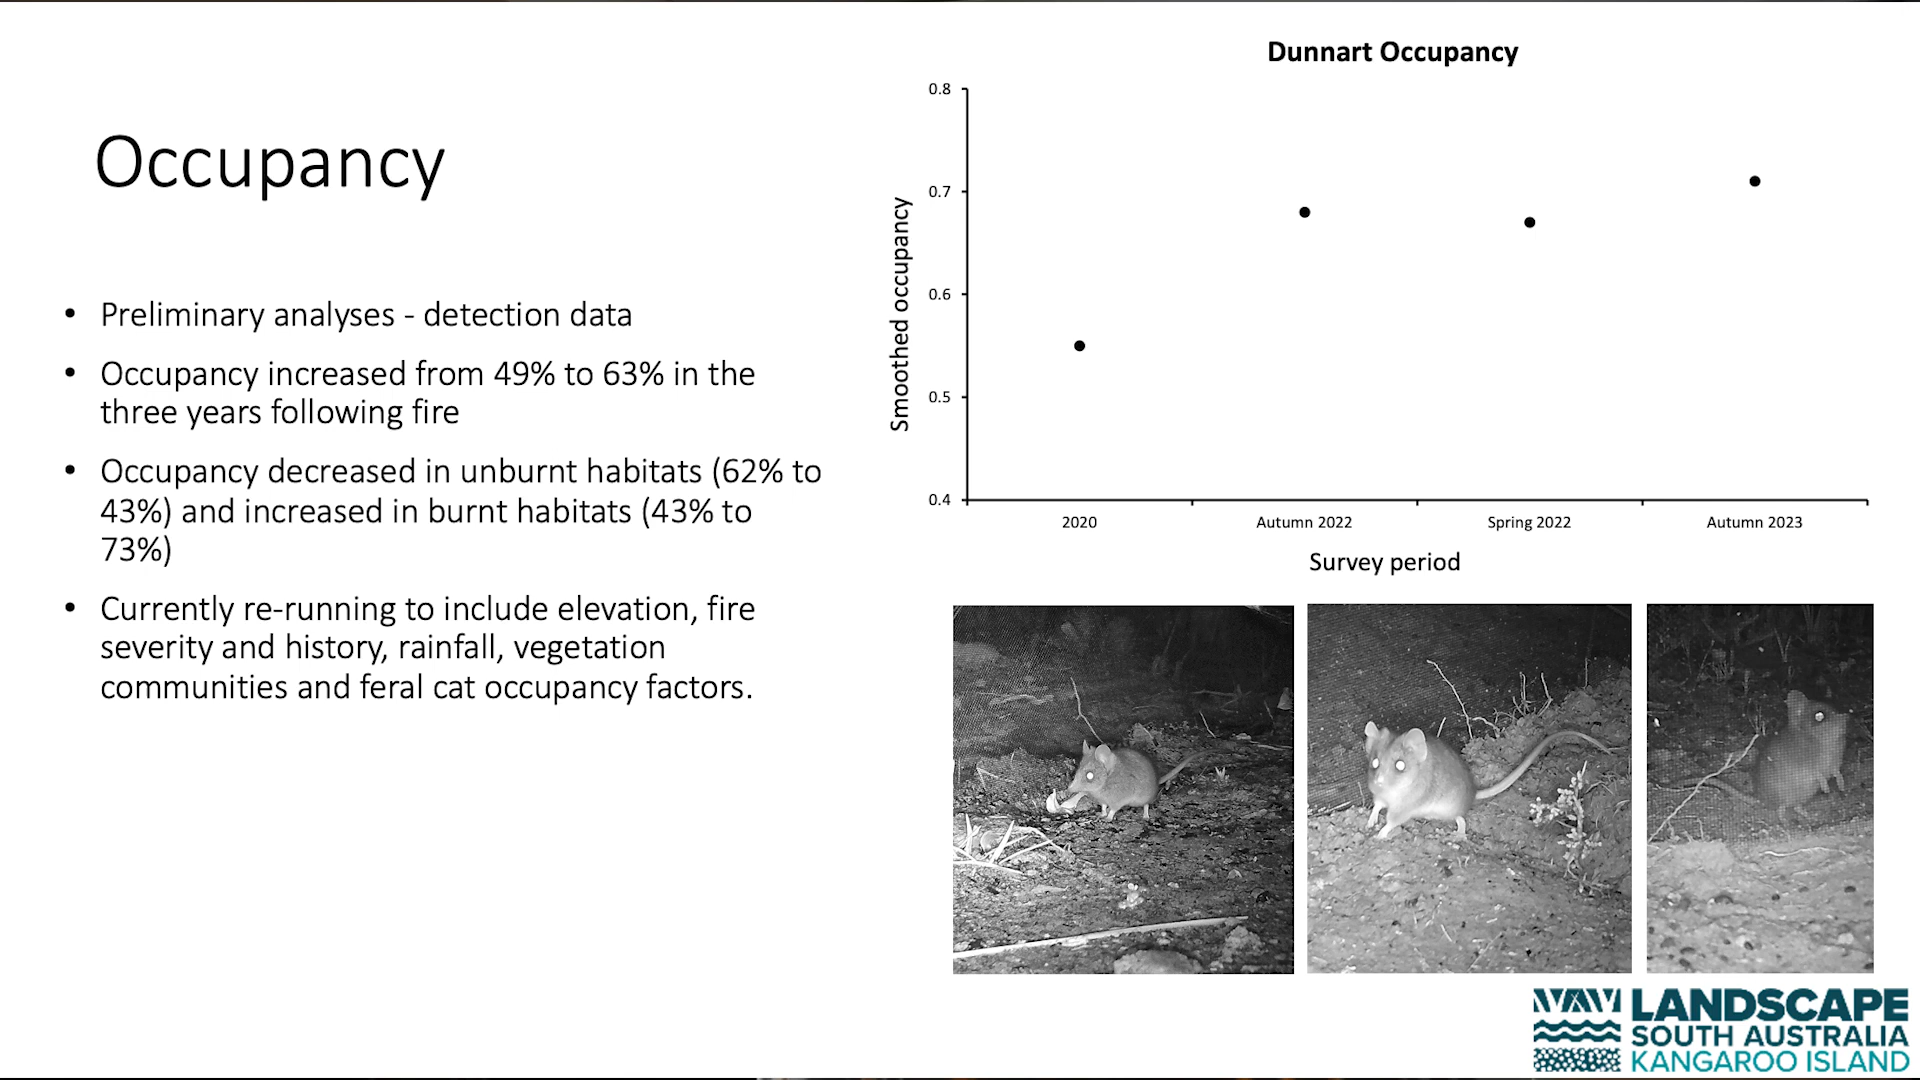 Occupancy
• Preliminary analyses - detection data
• Occupancy increased from 49% to 63% in the
three years following fire
• Occupancy decreased in unburnt habitats (62% to
43%) and increased in burnt habitats (43% to
73%)
• Currently re-running to include elevation, fire
severity and history, rainfall, vegetation
communities and feral cat occupancy factors.
Dunnart Occupancy
Smoothed occupancy
0.8
0.7
0.6
0.5
0.4
2020 Autumn 2022 Spring 2022 Autumn 2023
Survey period
LANDSCAPE
SOUTH AUSTRALIA
KANGAROO ISLAND